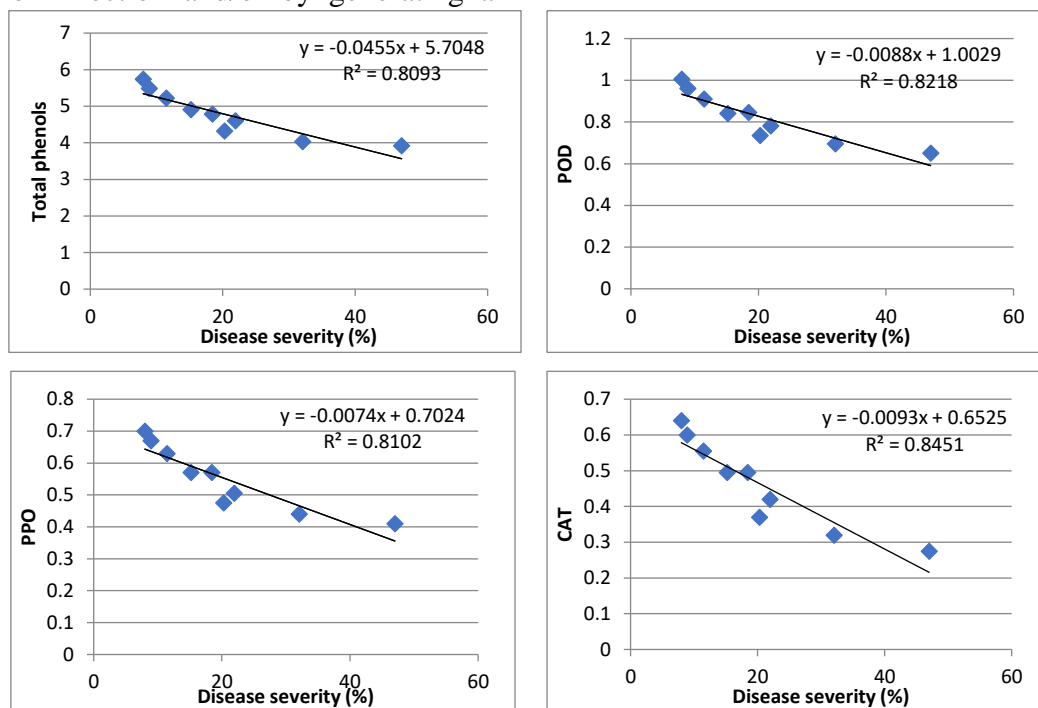 y = -0.0455x + 5.7048
R² = 0.8093
7
6
5
4
3
2
1
0
0 20 40 60
Total phenols
Disease severity (%)
y = -0.0088x + 1.0029
R² = 0.8218
1.2
1
0.8
0.6
0.4
0.2
0
0 20 40 60
POD
Disease severity (%)
y = -0.0074x + 0.7024
R² = 0.8102
0.8
0.7
0.6
0.5
0.4
0.3
0.2
0.1
0
0 20 40 60
PPO
Disease severity (%)
y = -0.0093x + 0.6525
R² = 0.8451
0.7
0.6
0.5
0.4
0.3
0.2
0.1
0
0 20 40 60
CAT
Disease severity (%)